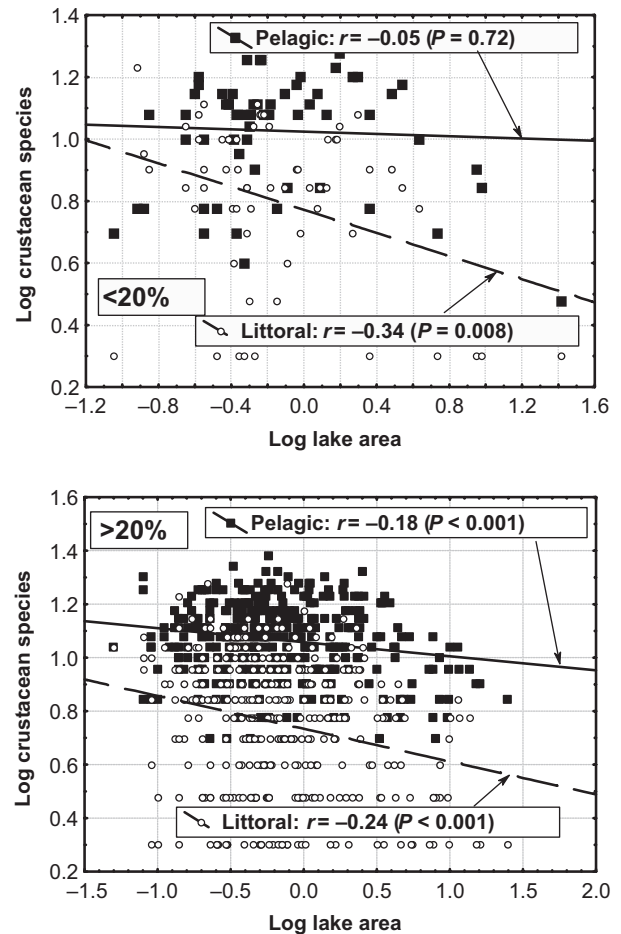 1.4
1.2
1.0
0.8
0.6
0.4
0.2
Log crustacean species
Pelagic: r = –0.05 (P = 0.72)
<20%
Littoral: r = –0.34 (P = 0.008)
–1.2 –0.8 –0.4 0.0 0.4 0.8 1.2 1.6
Log lake area
1.6
1.4
1.2
1.0
0.8
0.6
0.4
0.2
Log crustacean species
>20%
Pelagic: r = –0.18 (P < 0.001)
Littoral: r = –0.24 (P < 0.001)
–1.5 –1.0 –0.5 0.0 0.5 1.0 1.5 2.0
Log lake area